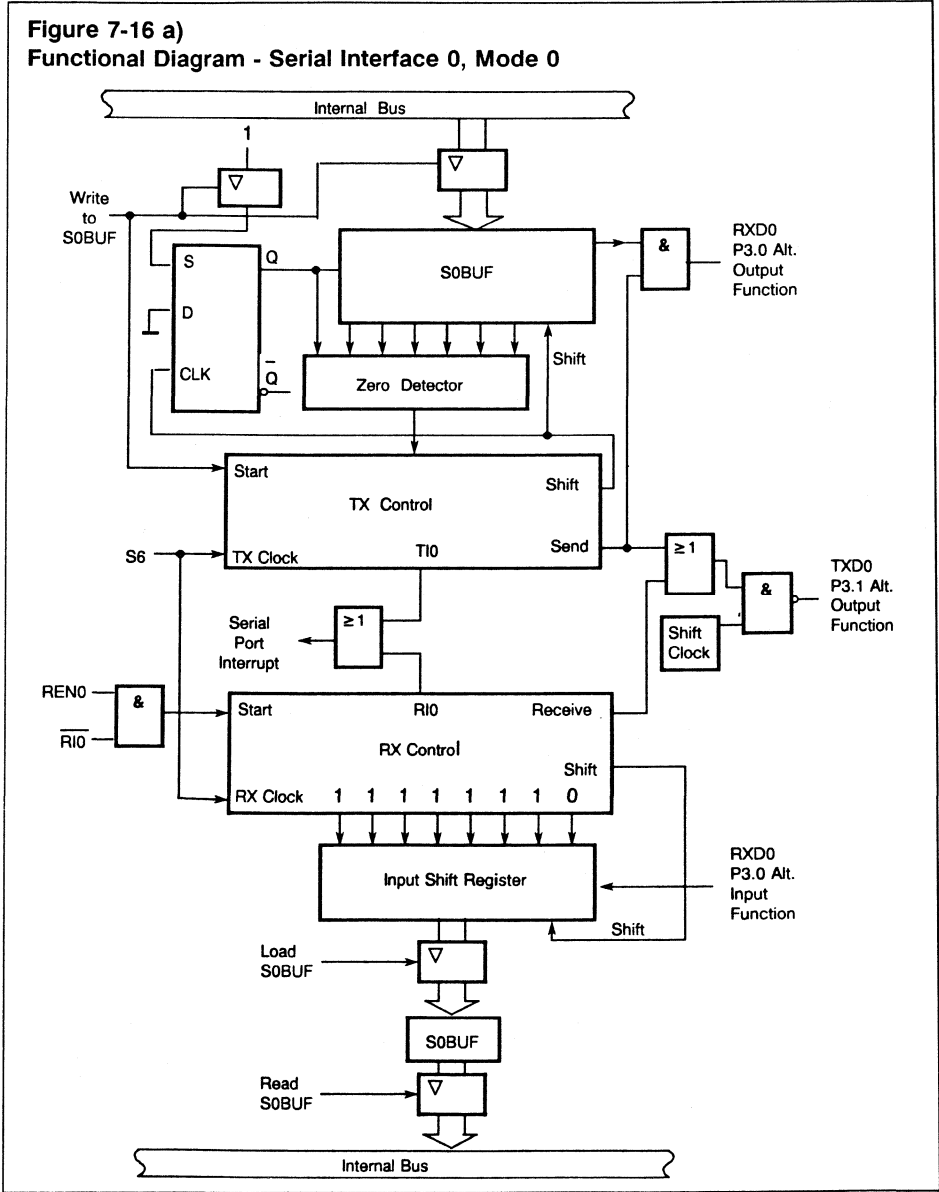 Figure 7-16 a)
Functional Diagram - Serial Interface 0, Mode 0
Internal Bus
1
▽
▽
Write
to
S0BUF
S
Q
D
CLK
Q̅
S0BUF
&
RXD0
P3.0 Alt.
Output
Function
Shift
Zero Detector
Start
Shift
TX Control
S6
TX Clock
TI0
Send
≥1
&
TXD0
P3.1 Alt.
Output
Function
Shift
Clock
Serial
Port
Interrupt
≥1
REN0
R̅I̅0̅
&
Start
RI0
Receive
RX Control
Shift
RX Clock
1 1 1 1 1 1 1 0
Input Shift Register
RXD0
P3.0 Alt.
Input
Function
Shift
Load
S0BUF
▽
S0BUF
Read
S0BUF
▽
Internal Bus